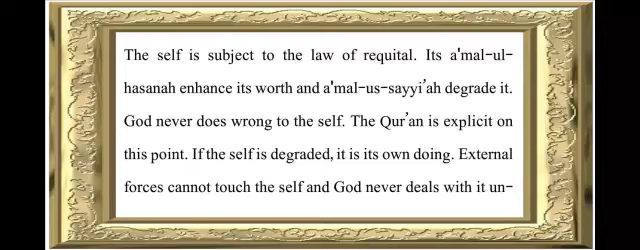 The self is subject to the law of requital. Its a'mal-ul-
hasanah enhance its worth and a'mal-us-sayyi’ah degrade it.
God never does wrong to the self. The Qur’an is explicit on
this point. If the self is degraded, it is its own doing. External
forces cannot touch the self and God never deals with it un-